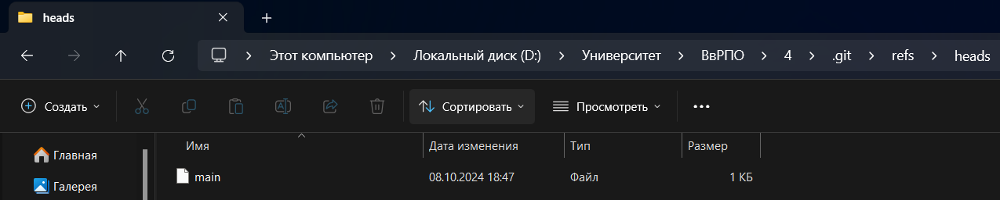 heads
Этот компьютер > Локальный диск (D:) > Университет > ВвРПО > 4 > .git > refs > heads
Создать Сортировать Просмотреть
Имя Дата изменения Тип Размер
Главная
main 08.10.2024 18:47 Файл 1 КБ
Галерея